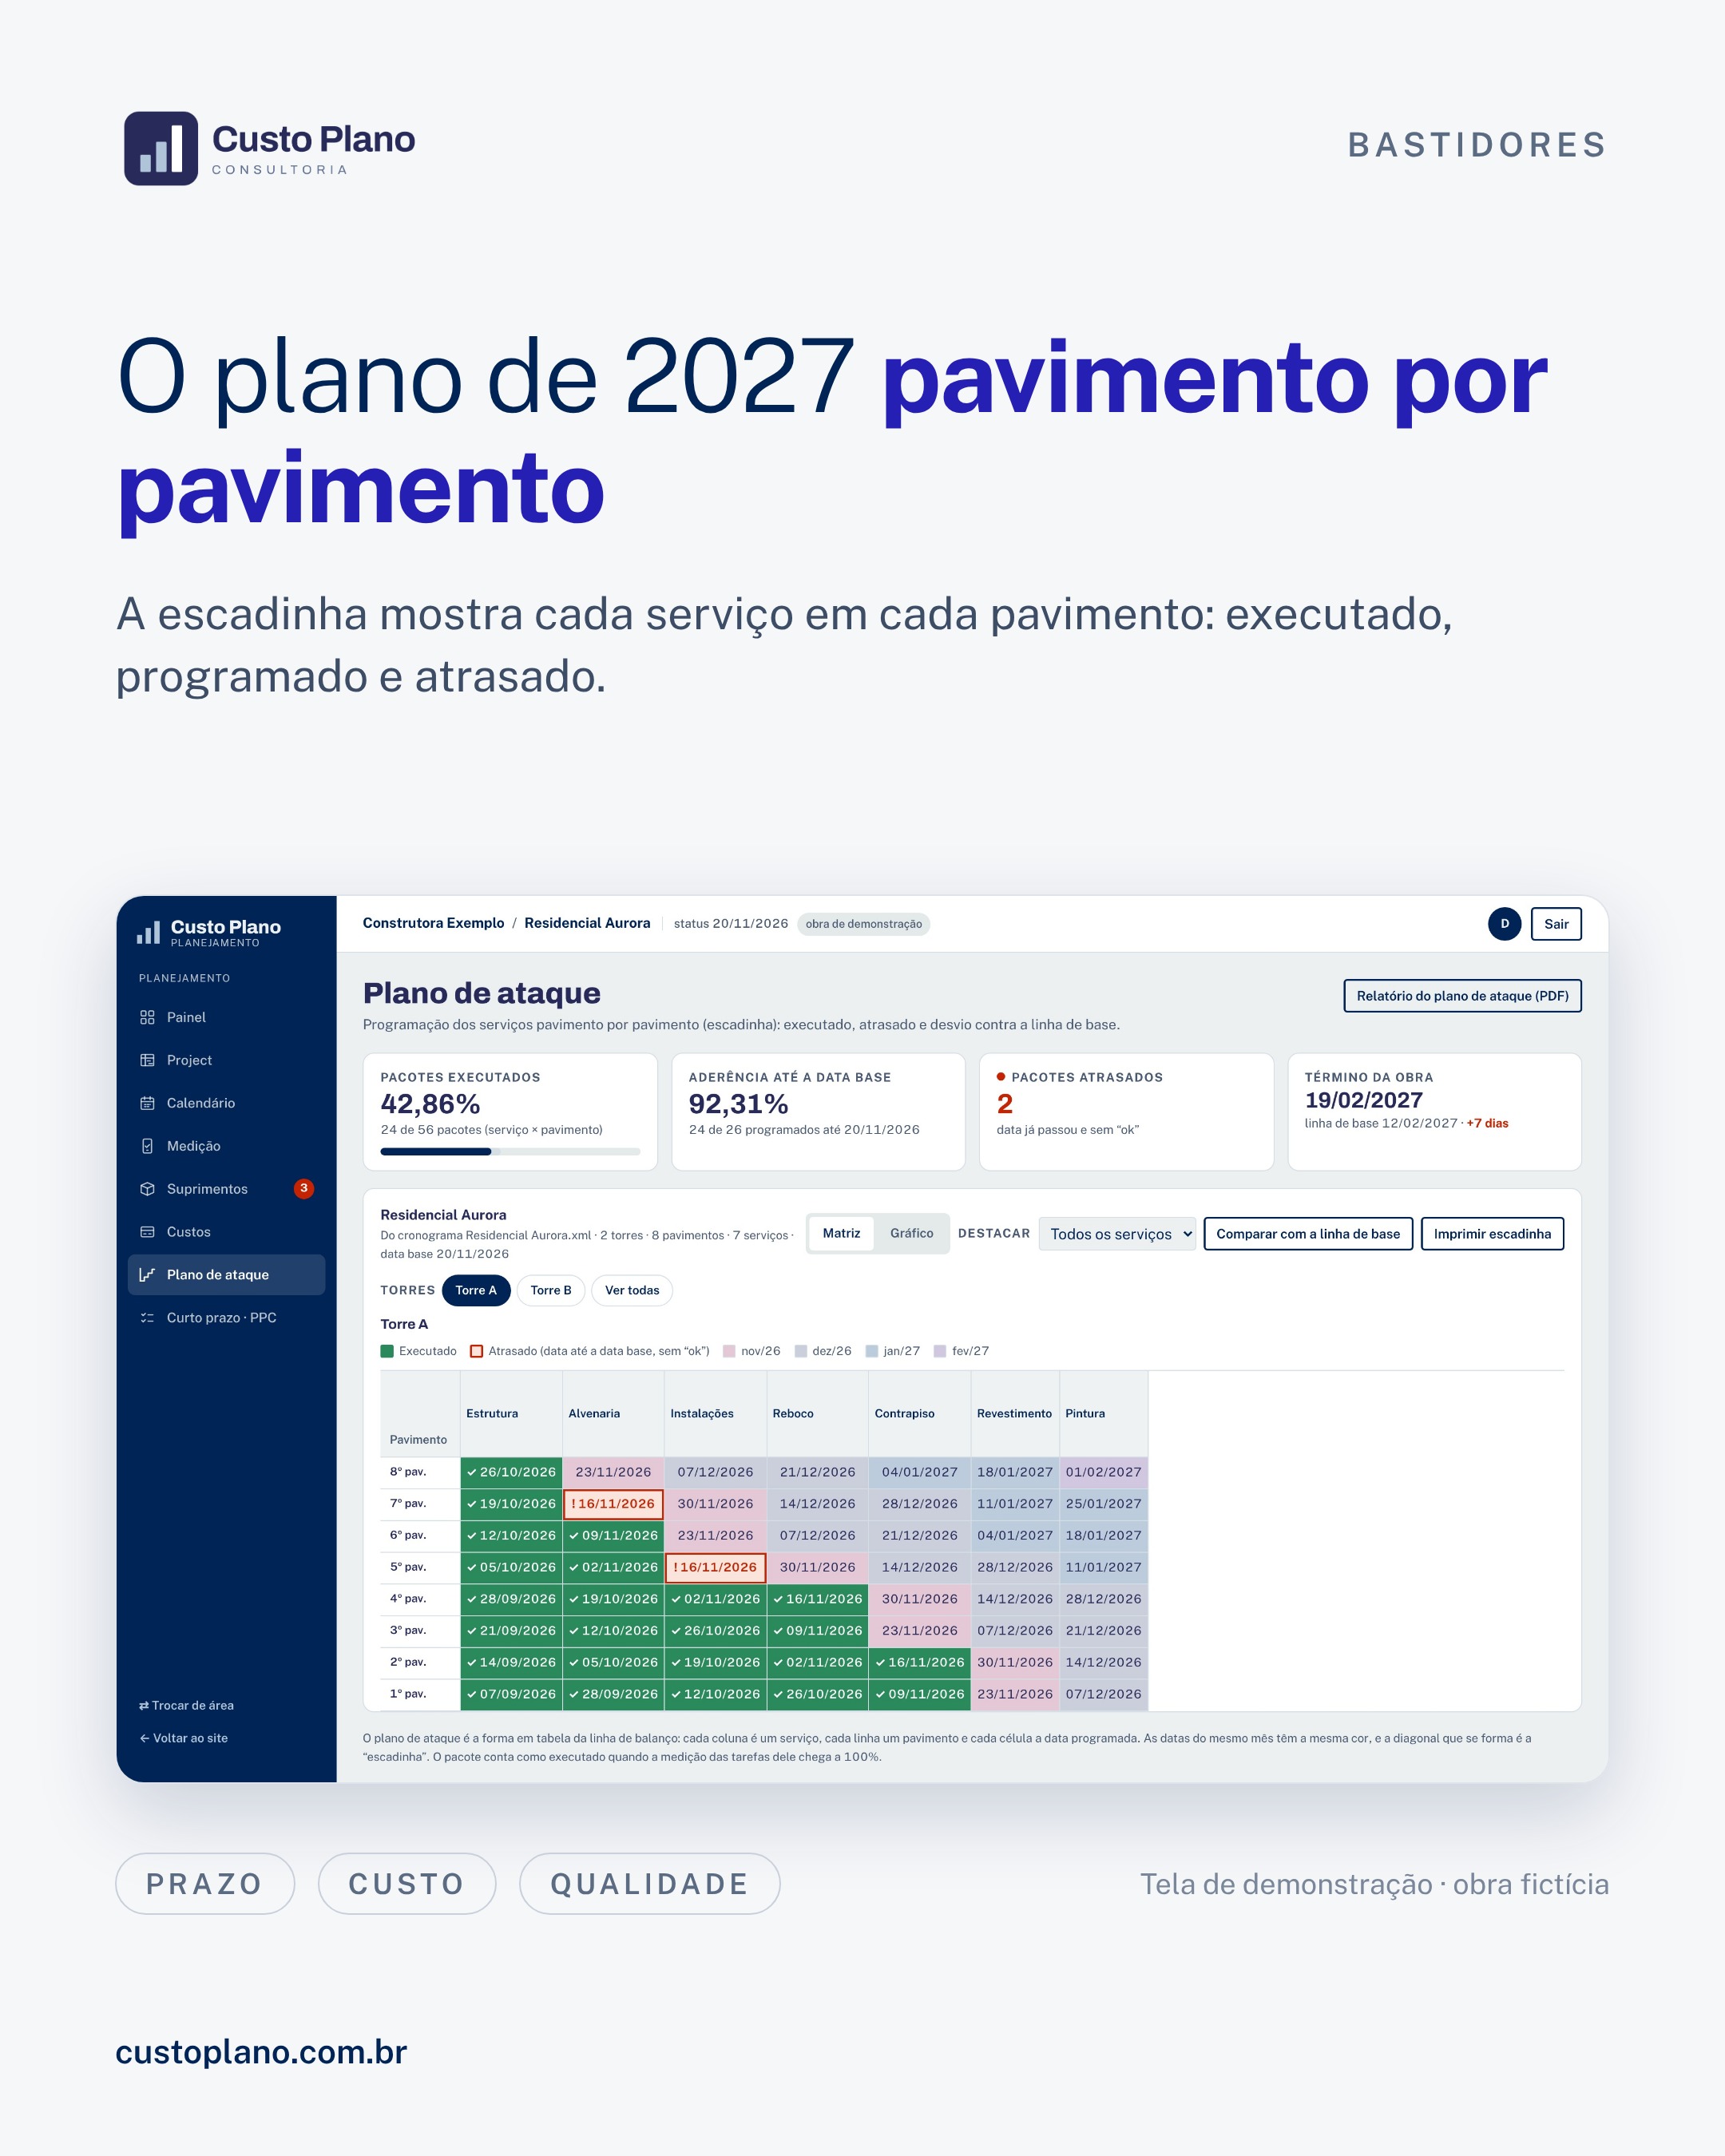 Custo Plano
CONSULTORIA
BASTIDORES
O plano de 2027 pavimento por
pavimento
A escadinha mostra cada serviço em cada pavimento: executado,
programado e atrasado.
Custo Plano
PLANEJAMENTO
PLANEJAMENTO
Painel
Project
Calendário
Medição
Suprimentos 3
Custos
Plano de ataque
Curto prazo · PPC
⇄ Trocar de área
← Voltar ao site
Construtora Exemplo / Residencial Aurora status 20/11/2026 obra de demonstração
D Sair
Plano de ataque
Relatório do plano de ataque (PDF)
Programação dos serviços pavimento por pavimento (escadinha): executado, atrasado e desvio contra a linha de base.
PACOTES EXECUTADOS
42,86%
24 de 56 pacotes (serviço × pavimento)
ADERÊNCIA ATÉ A DATA BASE
92,31%
24 de 26 programados até 20/11/2026
PACOTES ATRASADOS
2
data já passou e sem “ok”
TÉRMINO DA OBRA
19/02/2027
linha de base 12/02/2027 · +7 dias
Residencial Aurora
Do cronograma Residencial Aurora.xml · 2 torres · 8 pavimentos · 7 serviços ·
data base 20/11/2026
Matriz Gráfico DESTACAR Todos os serviços Comparar com a linha de base Imprimir escadinha
TORRES Torre A Torre B Ver todas
Torre A
Executado Atrasado (data até a data base, sem “ok”) nov/26 dez/26 jan/27 fev/27
Pavimento Estrutura Alvenaria Instalações Reboco Contrapiso Revestimento Pintura
8º pav. ✓ 26/10/2026 23/11/2026 07/12/2026 21/12/2026 04/01/2027 18/01/2027 01/02/2027
7º pav. ✓ 19/10/2026 ! 16/11/2026 30/11/2026 14/12/2026 28/12/2026 11/01/2027 25/01/2027
6º pav. ✓ 12/10/2026 ✓ 09/11/2026 23/11/2026 07/12/2026 21/12/2026 04/01/2027 18/01/2027
5º pav. ✓ 05/10/2026 ✓ 02/11/2026 ! 16/11/2026 30/11/2026 14/12/2026 28/12/2026 11/01/2027
4º pav. ✓ 28/09/2026 ✓ 19/10/2026 ✓ 02/11/2026 ✓ 16/11/2026 30/11/2026 14/12/2026 28/12/2026
3º pav. ✓ 21/09/2026 ✓ 12/10/2026 ✓ 26/10/2026 ✓ 09/11/2026 23/11/2026 07/12/2026 21/12/2026
2º pav. ✓ 14/09/2026 ✓ 05/10/2026 ✓ 19/10/2026 ✓ 02/11/2026 ✓ 16/11/2026 30/11/2026 14/12/2026
1º pav. ✓ 07/09/2026 ✓ 28/09/2026 ✓ 12/10/2026 ✓ 26/10/2026 ✓ 09/11/2026 23/11/2026 07/12/2026
O plano de ataque é a forma em tabela da linha de balanço: cada coluna é um serviço, cada linha um pavimento e cada célula a data programada. As datas do mesmo mês têm a mesma cor, e a diagonal que se forma é a
“escadinha”. O pacote conta como executado quando a medição das tarefas dele chega a 100%.
PRAZO
CUSTO
QUALIDADE
Tela de demonstração · obra fictícia
custoplano.com.br